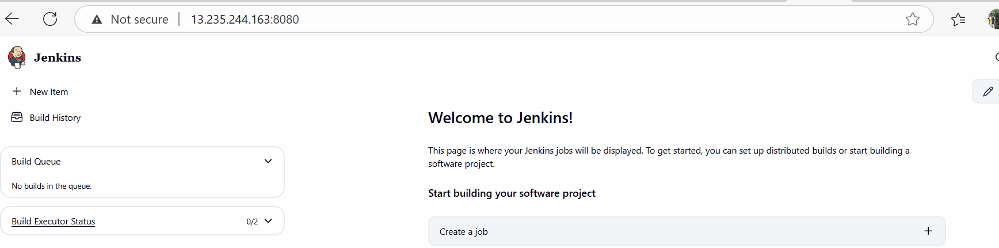 Not secure | 13.235.244.163:8080
Jenkins
New Item
Build History
Welcome to Jenkins!
Build Queue
This page is where your Jenkins jobs will be displayed. To get started, you can set up distributed builds or start building a
software project.
No builds in the queue.
Start building your software project
Build Executor Status 0/2
Create a job